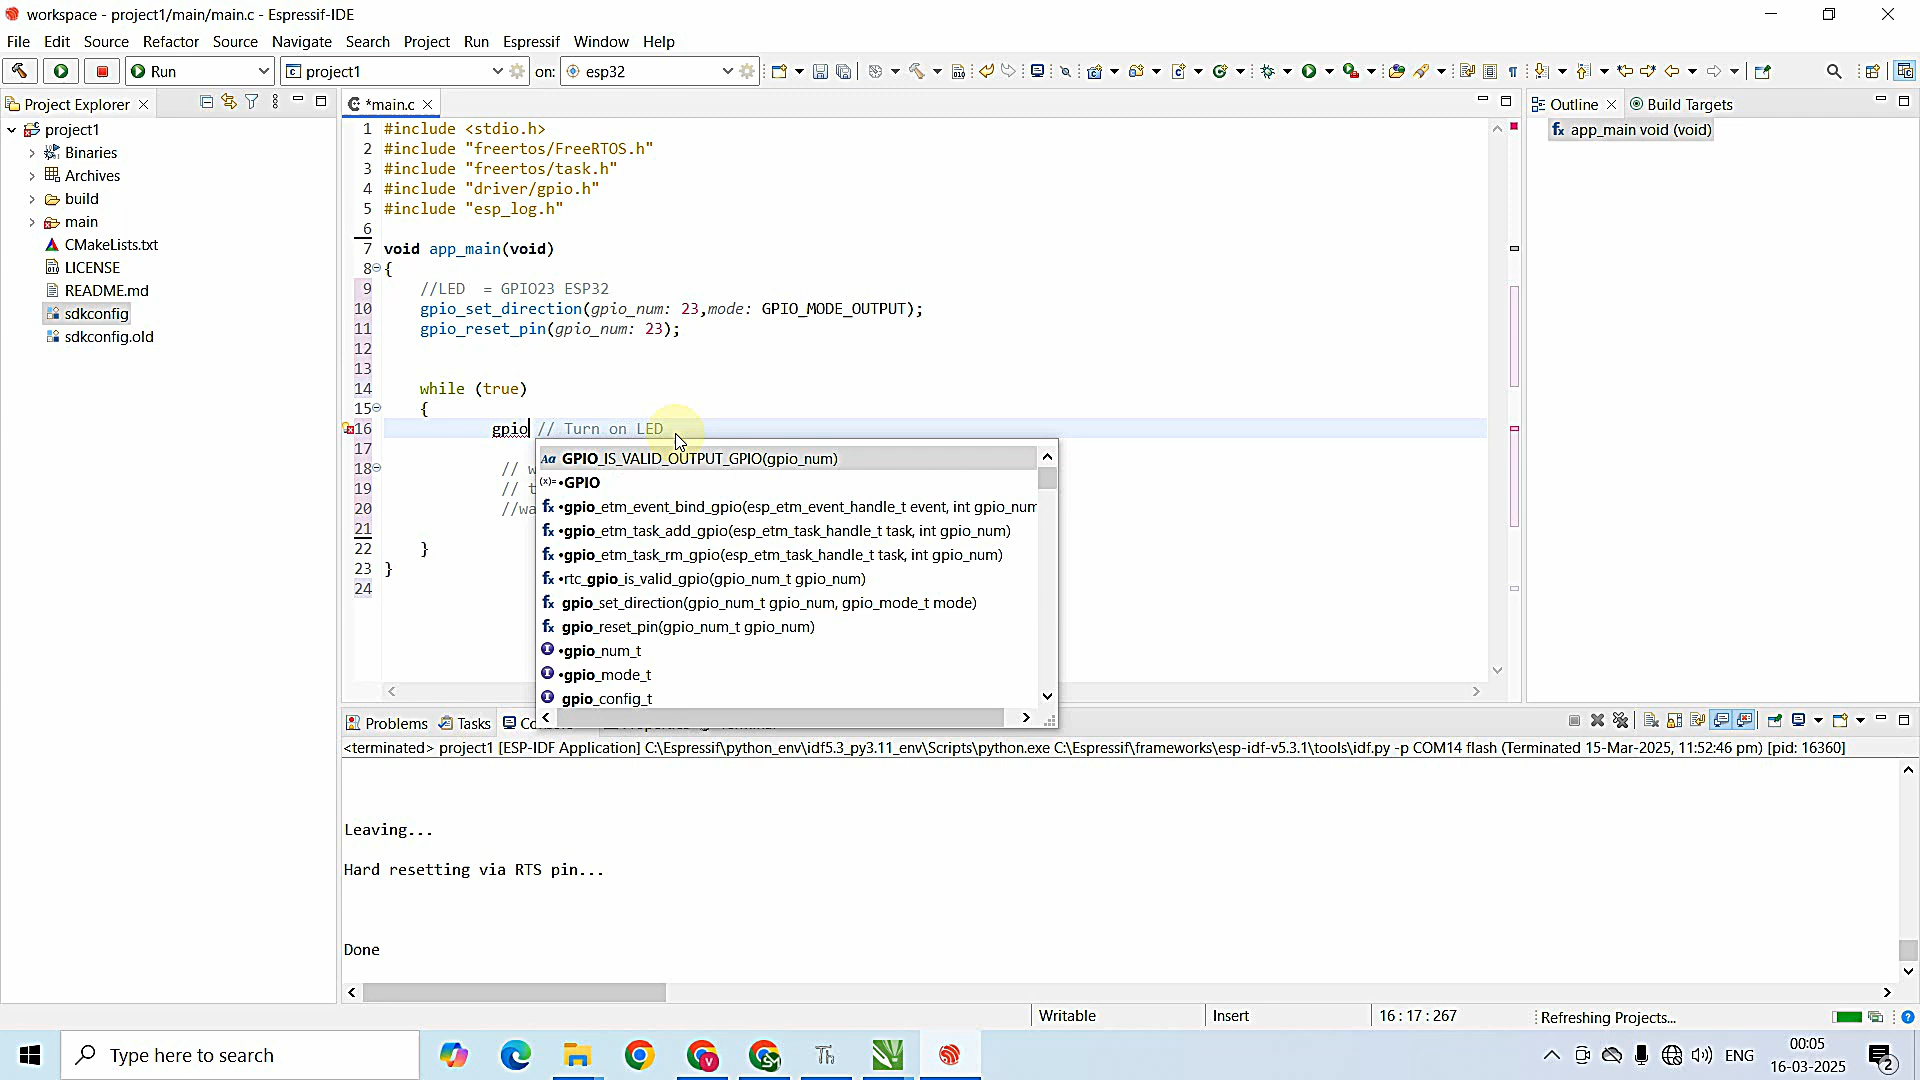 workspace - project1/main/main.c - Espressif-IDE
File Edit Source Refactor Source Navigate Search Project Run Espressif Window Help
Run project1 on: esp32
Project Explorer
project1
Binaries
Archives
build
main
CMakeLists.txt
LICENSE
README.md
sdkconfig
sdkconfig.old
*main.c
1 #include <stdio.h>
2 #include "freertos/FreeRTOS.h"
3 #include "freertos/task.h"
4 #include "driver/gpio.h"
5 #include "esp_log.h"
6
7 void app_main(void)
8 {
9 //LED = GPIO23 ESP32
10 gpio_set_direction(gpio_num: 23,mode: GPIO_MODE_OUTPUT);
11 gpio_reset_pin(gpio_num: 23);
12
13
14 while (true)
15 {
16 gpio // Turn on LED
17
18 // w
19 // t
20 //wa
21
22 }
23 }
24
GPIO_IS_VALID_OUTPUT_GPIO(gpio_num)
•GPIO
•gpio_etm_event_bind_gpio(esp_etm_event_handle_t event, int gpio_num
•gpio_etm_task_add_gpio(esp_etm_task_handle_t task, int gpio_num)
•gpio_etm_task_rm_gpio(esp_etm_task_handle_t task, int gpio_num)
•rtc_gpio_is_valid_gpio(gpio_num_t gpio_num)
gpio_set_direction(gpio_num_t gpio_num, gpio_mode_t mode)
gpio_reset_pin(gpio_num_t gpio_num)
•gpio_num_t
•gpio_mode_t
gpio_config_t
Outline Build Targets
app_main void (void)
Problems Tasks
<terminated> project1 [ESP-IDF Application] C:\Espressif\python_env\idf5.3_py3.11_env\Scripts\python.exe C:\Espressif\frameworks\esp-idf-v5.3.1\tools\idf.py -p COM14 flash (Terminated 15-Mar-2025, 11:52:46 pm) [pid: 16360]
Leaving...
Hard resetting via RTS pin...
Done
Writable Insert 16 : 17 : 267 Refreshing Projects...
Type here to search
ENG
00:05
16-03-2025
2